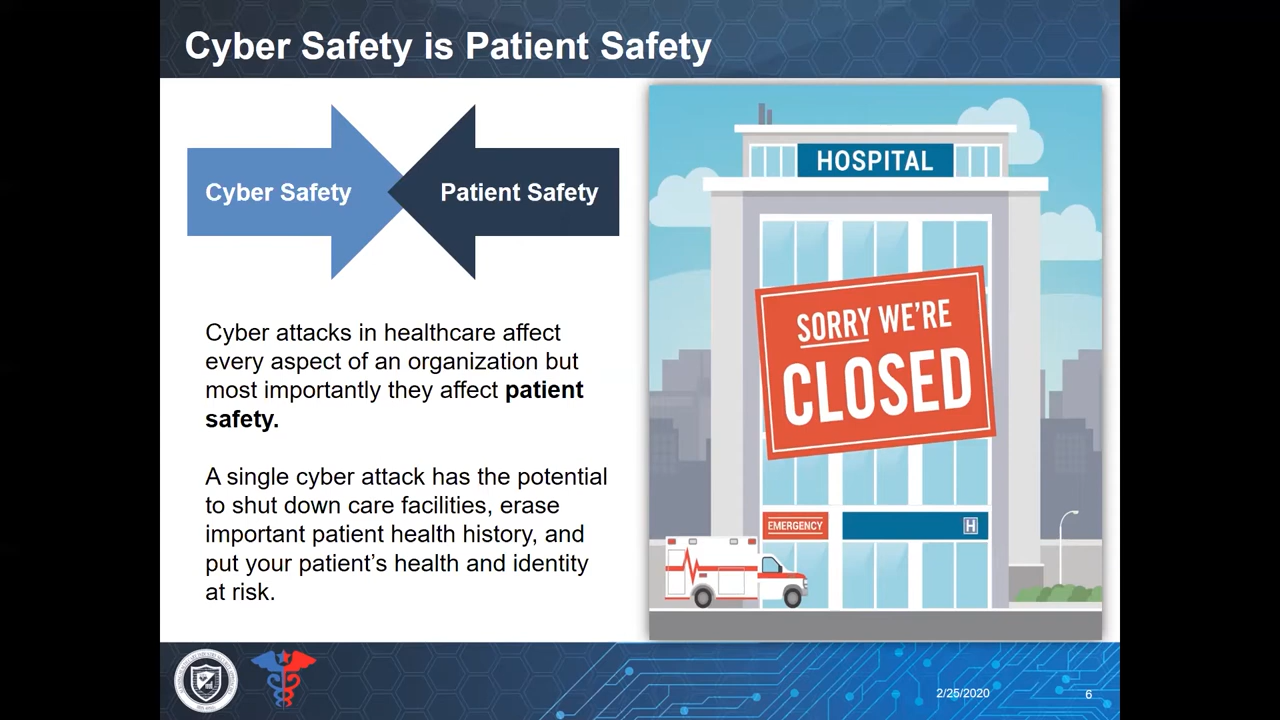 Cyber Safety is Patient Safety
Cyber Safety
Patient Safety
Cyber attacks in healthcare affect
every aspect of an organization but
most importantly they affect patient
safety.
A single cyber attack has the potential
to shut down care facilities, erase
important patient health history, and
put your patient’s health and identity
at risk.
HOSPITAL
SORRY WE'RE
CLOSED
EMERGENCY
H
2/25/2020
6